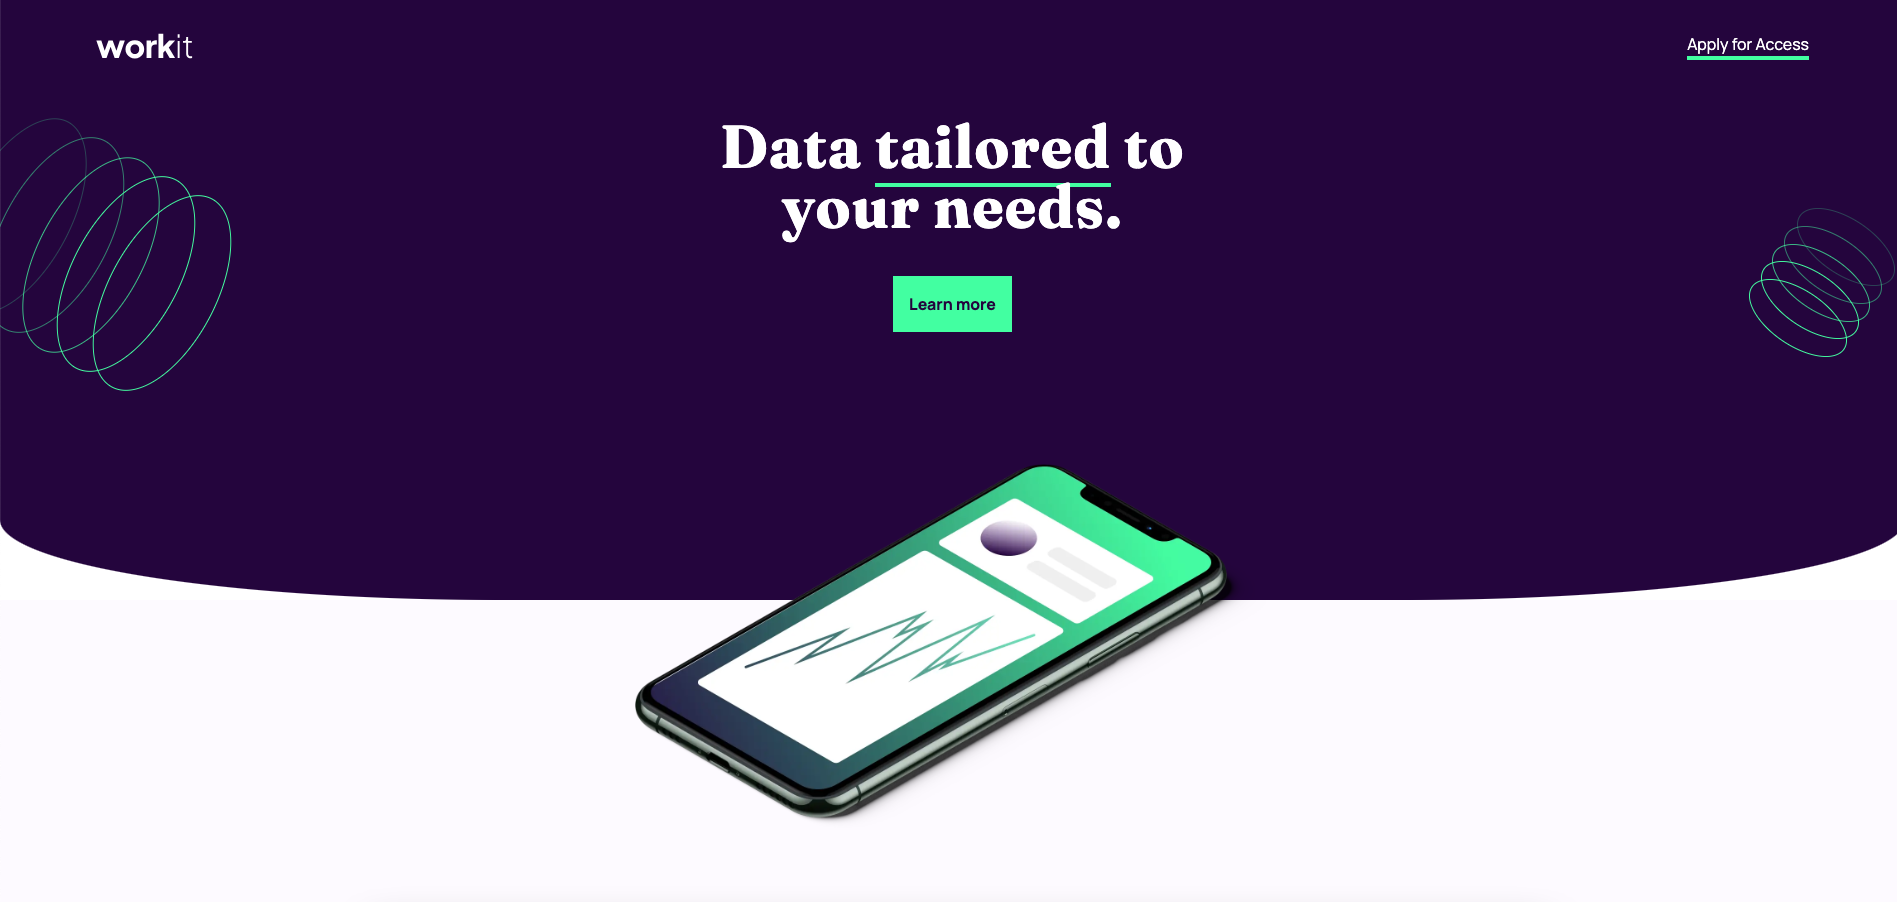 workit
Apply for Access
Data tailored to
your needs.
Learn more